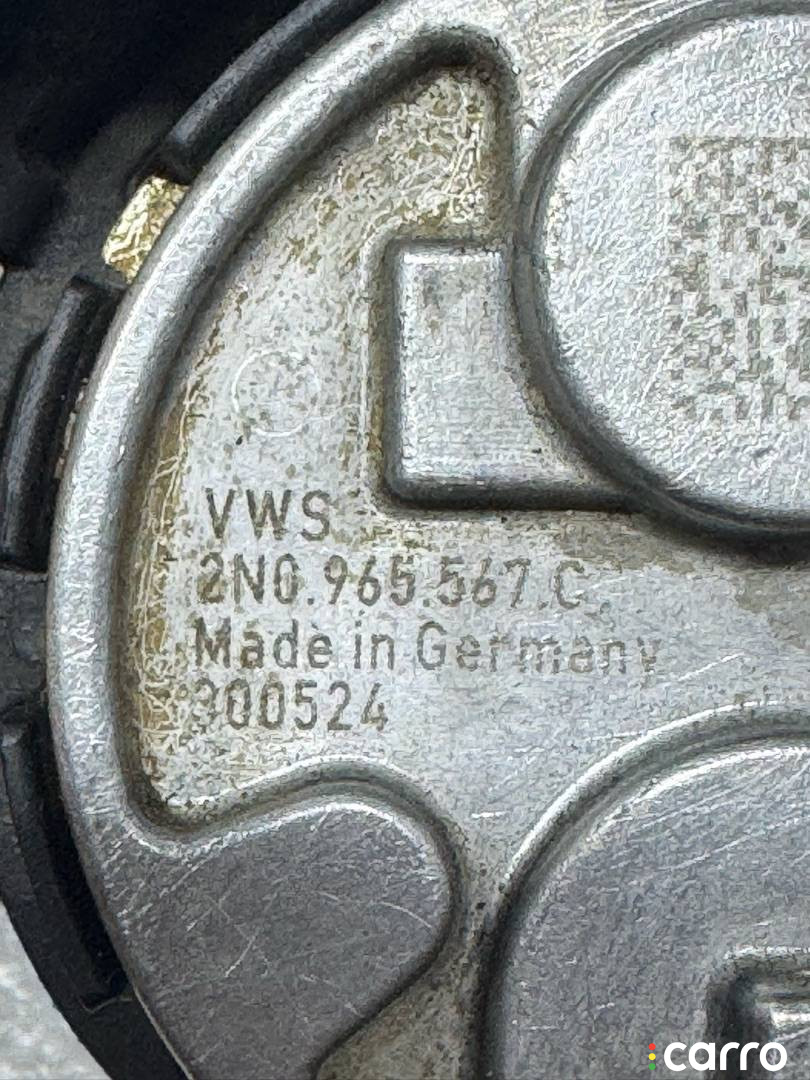 VWS
2N0.965.567.C
Made in Germany
300524
carro